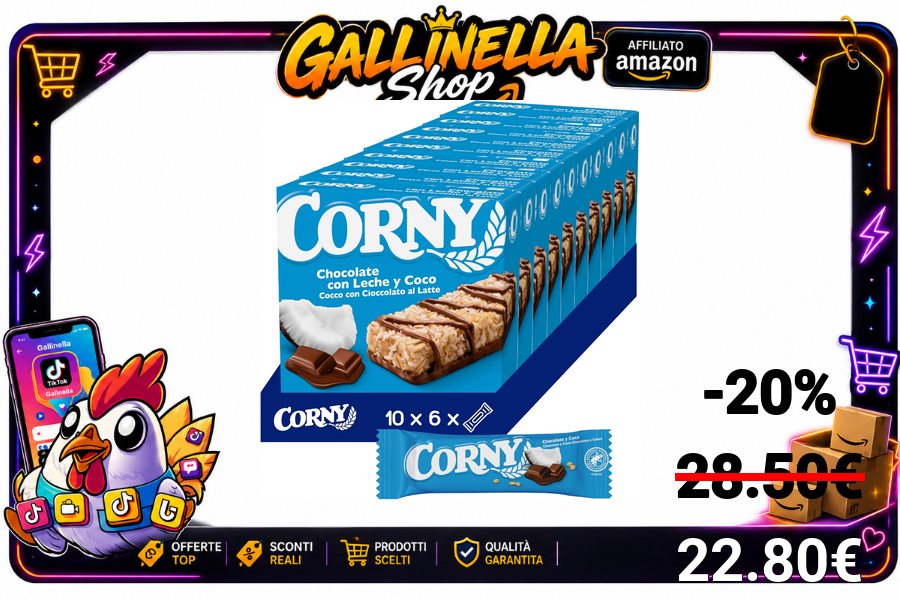 GALLINELLA
Shop
AFFILIATO
amazon
CORNY
Chocolate
con Leche y Coco
Cocco con Cioccolato al Latte
CORNY
10 x 6 x
CORNY
Chocolate y Coco
Gallinella
TikTok
Gallinella
-20%
28.50€
22.80€
OFFERTE
TOP
SCONTI
REALI
PRODOTTI
SCELTI
QUALITÀ
GARANTITA